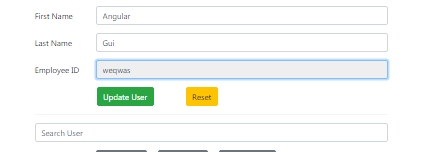 First Name Angular
Last Name Gui
Employee ID weqwas
Update User Reset
Search User